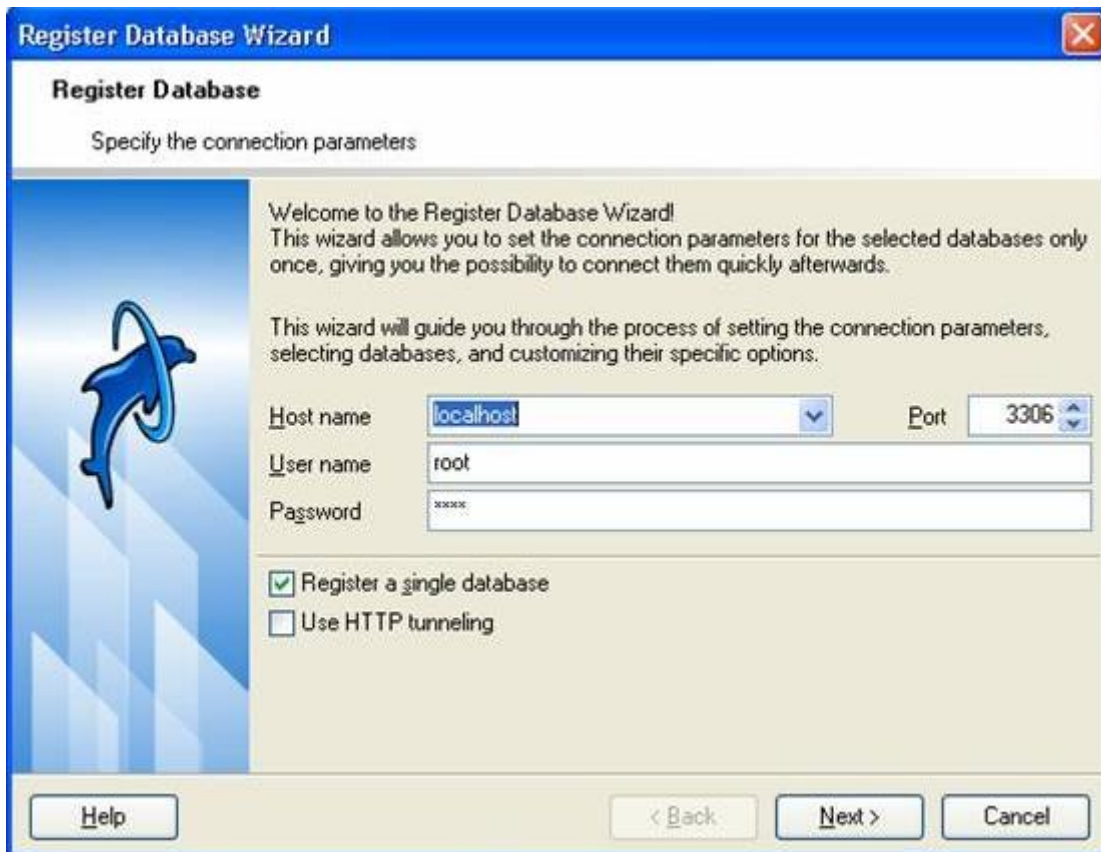 Register Database Wizard
Register Database
Specify the connection parameters
Welcome to the Register Database Wizard!
This wizard allows you to set the connection parameters for the selected databases only
once, giving you the possibility to connect them quickly afterwards.
This wizard will guide you through the process of setting the connection parameters,
selecting databases, and customizing their specific options.
Host name localhost Port 3306
User name root
Password ****
Register a single database
Use HTTP tunneling
Help < Back Next > Cancel